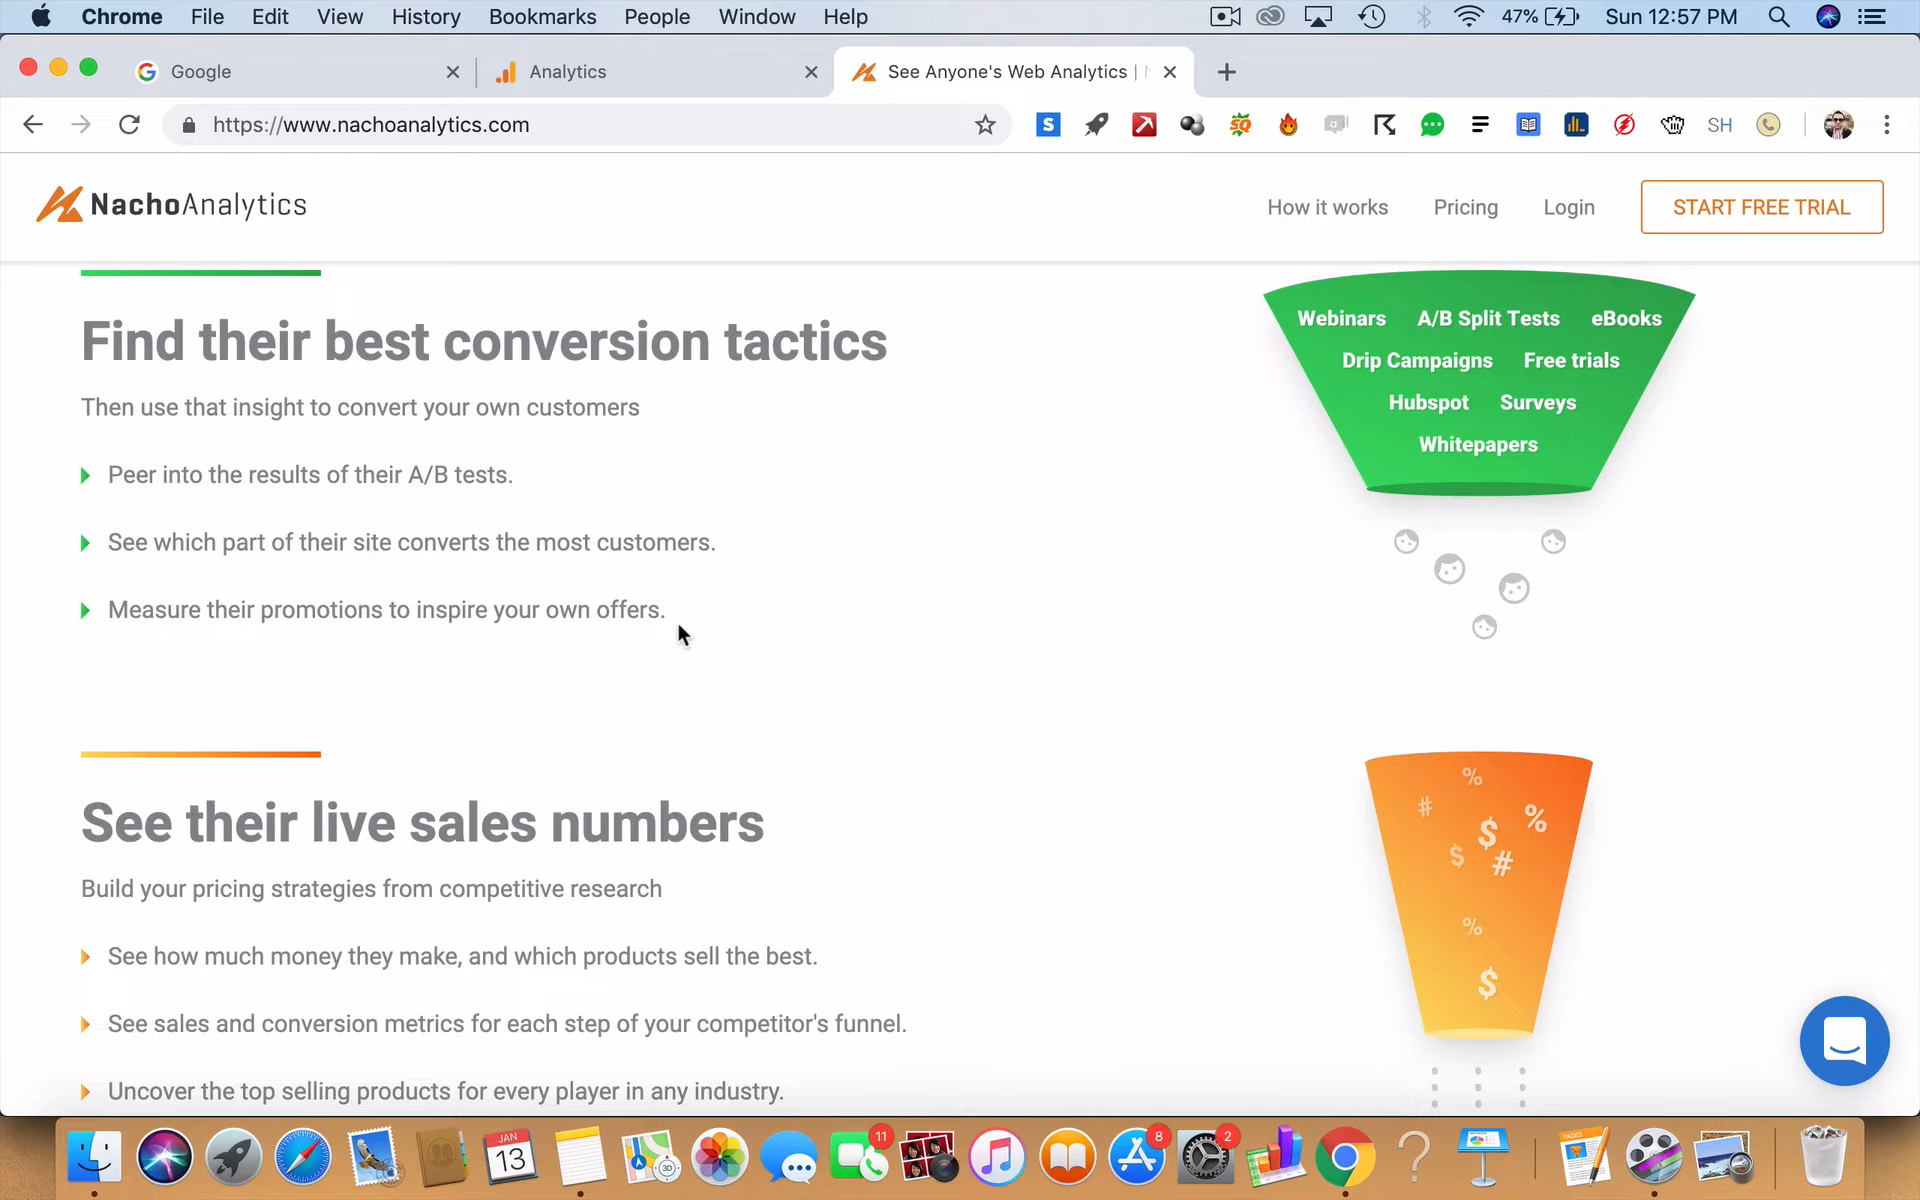 Chrome File Edit View History Bookmarks People Window Help 47% Sun 12:57 PM
Google Analytics See Anyone's Web Analytics |
https://www.nachoanalytics.com S SQ a SH
NachoAnalytics How it works Pricing Login START FREE TRIAL
Find their best conversion tactics
Then use that insight to convert your own customers
Peer into the results of their A/B tests.
See which part of their site converts the most customers.
Measure their promotions to inspire your own offers.
Webinars A/B Split Tests eBooks
Drip Campaigns Free trials
Hubspot Surveys
Whitepapers
See their live sales numbers
Build your pricing strategies from competitive research
See how much money they make, and which products sell the best.
See sales and conversion metrics for each step of your competitor's funnel.
Uncover the top selling products for every player in any industry.
%
# $ %
$ #
%
$
JAN
13
3D
11
8
2
PAGES